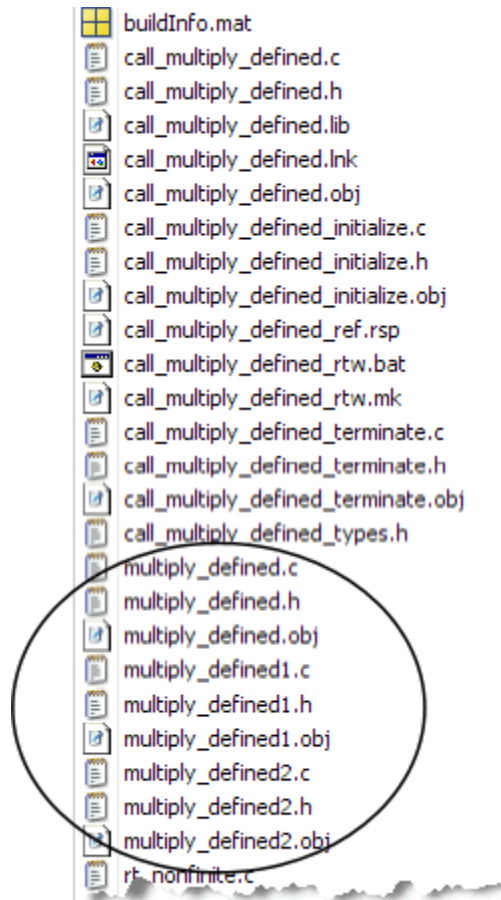 buildInfo.mat
call_multiply_defined.c
call_multiply_defined.h
call_multiply_defined.lib
call_multiply_defined.lnk
call_multiply_defined.obj
call_multiply_defined_initialize.c
call_multiply_defined_initialize.h
call_multiply_defined_initialize.obj
call_multiply_defined_ref.rsp
call_multiply_defined_rtw.bat
call_multiply_defined_rtw.mk
call_multiply_defined_terminate.c
call_multiply_defined_terminate.h
call_multiply_defined_terminate.obj
call_multiply_defined_types.h
multiply_defined.c
multiply_defined.h
multiply_defined.obj
multiply_defined1.c
multiply_defined1.h
multiply_defined1.obj
multiply_defined2.c
multiply_defined2.h
multiply_defined2.obj
rt_nonfinite.c